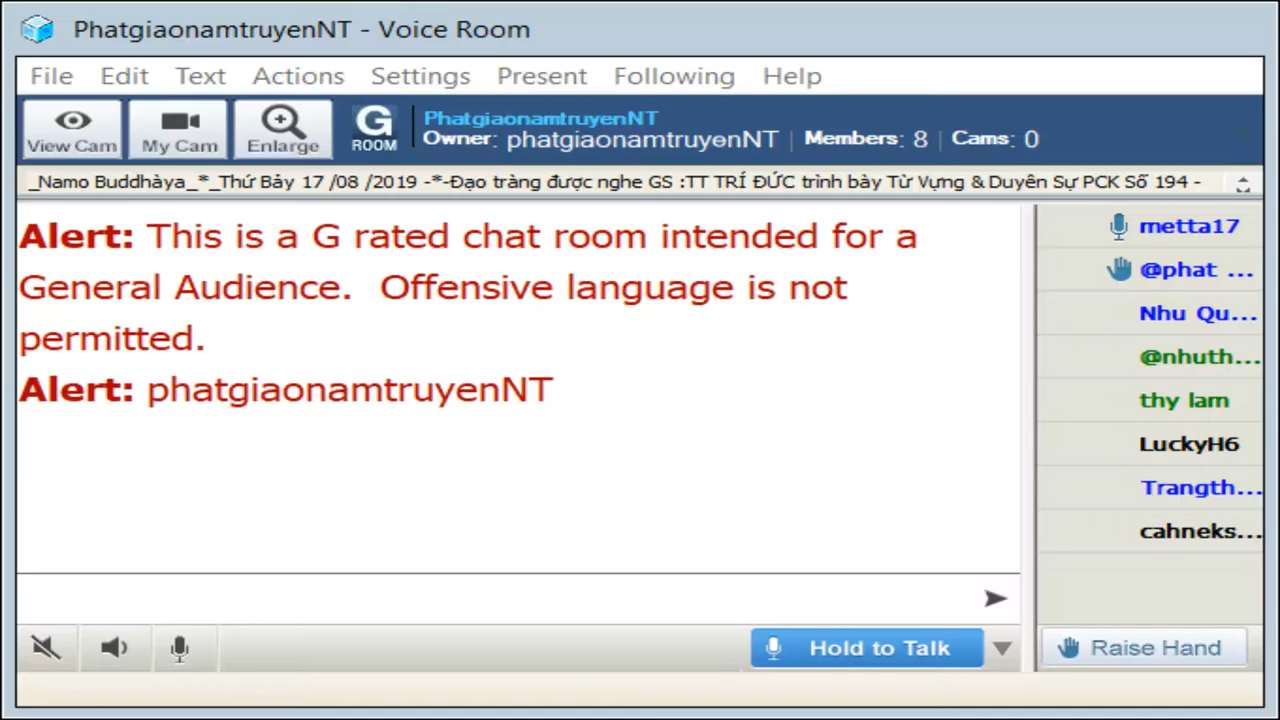 PhatgiaonamtruyenNT - Voice Room
File Edit Text Actions Settings Present Following Help
View Cam My Cam Enlarge G ROOM
PhatgiaonamtruyenNT
Owner: phatgiaonamtruyenNT | Members: 8 | Cams: 0
_Namo Buddhàya_*_Thứ Bảy 17 /08 /2019 -*-Đạo tràng được nghe GS :TT TRÍ ĐỨC trình bày Từ Vựng & Duyên Sự PCK Số 194 -
Alert: This is a G rated chat room intended for a
General Audience.  Offensive language is not
permitted.
Alert: phatgiaonamtruyenNT
metta17
@phat ...
Nhu Qu...
@nhuth...
thy lam
LuckyH6
Trangth...
cahneks...
Hold to Talk
Raise Hand